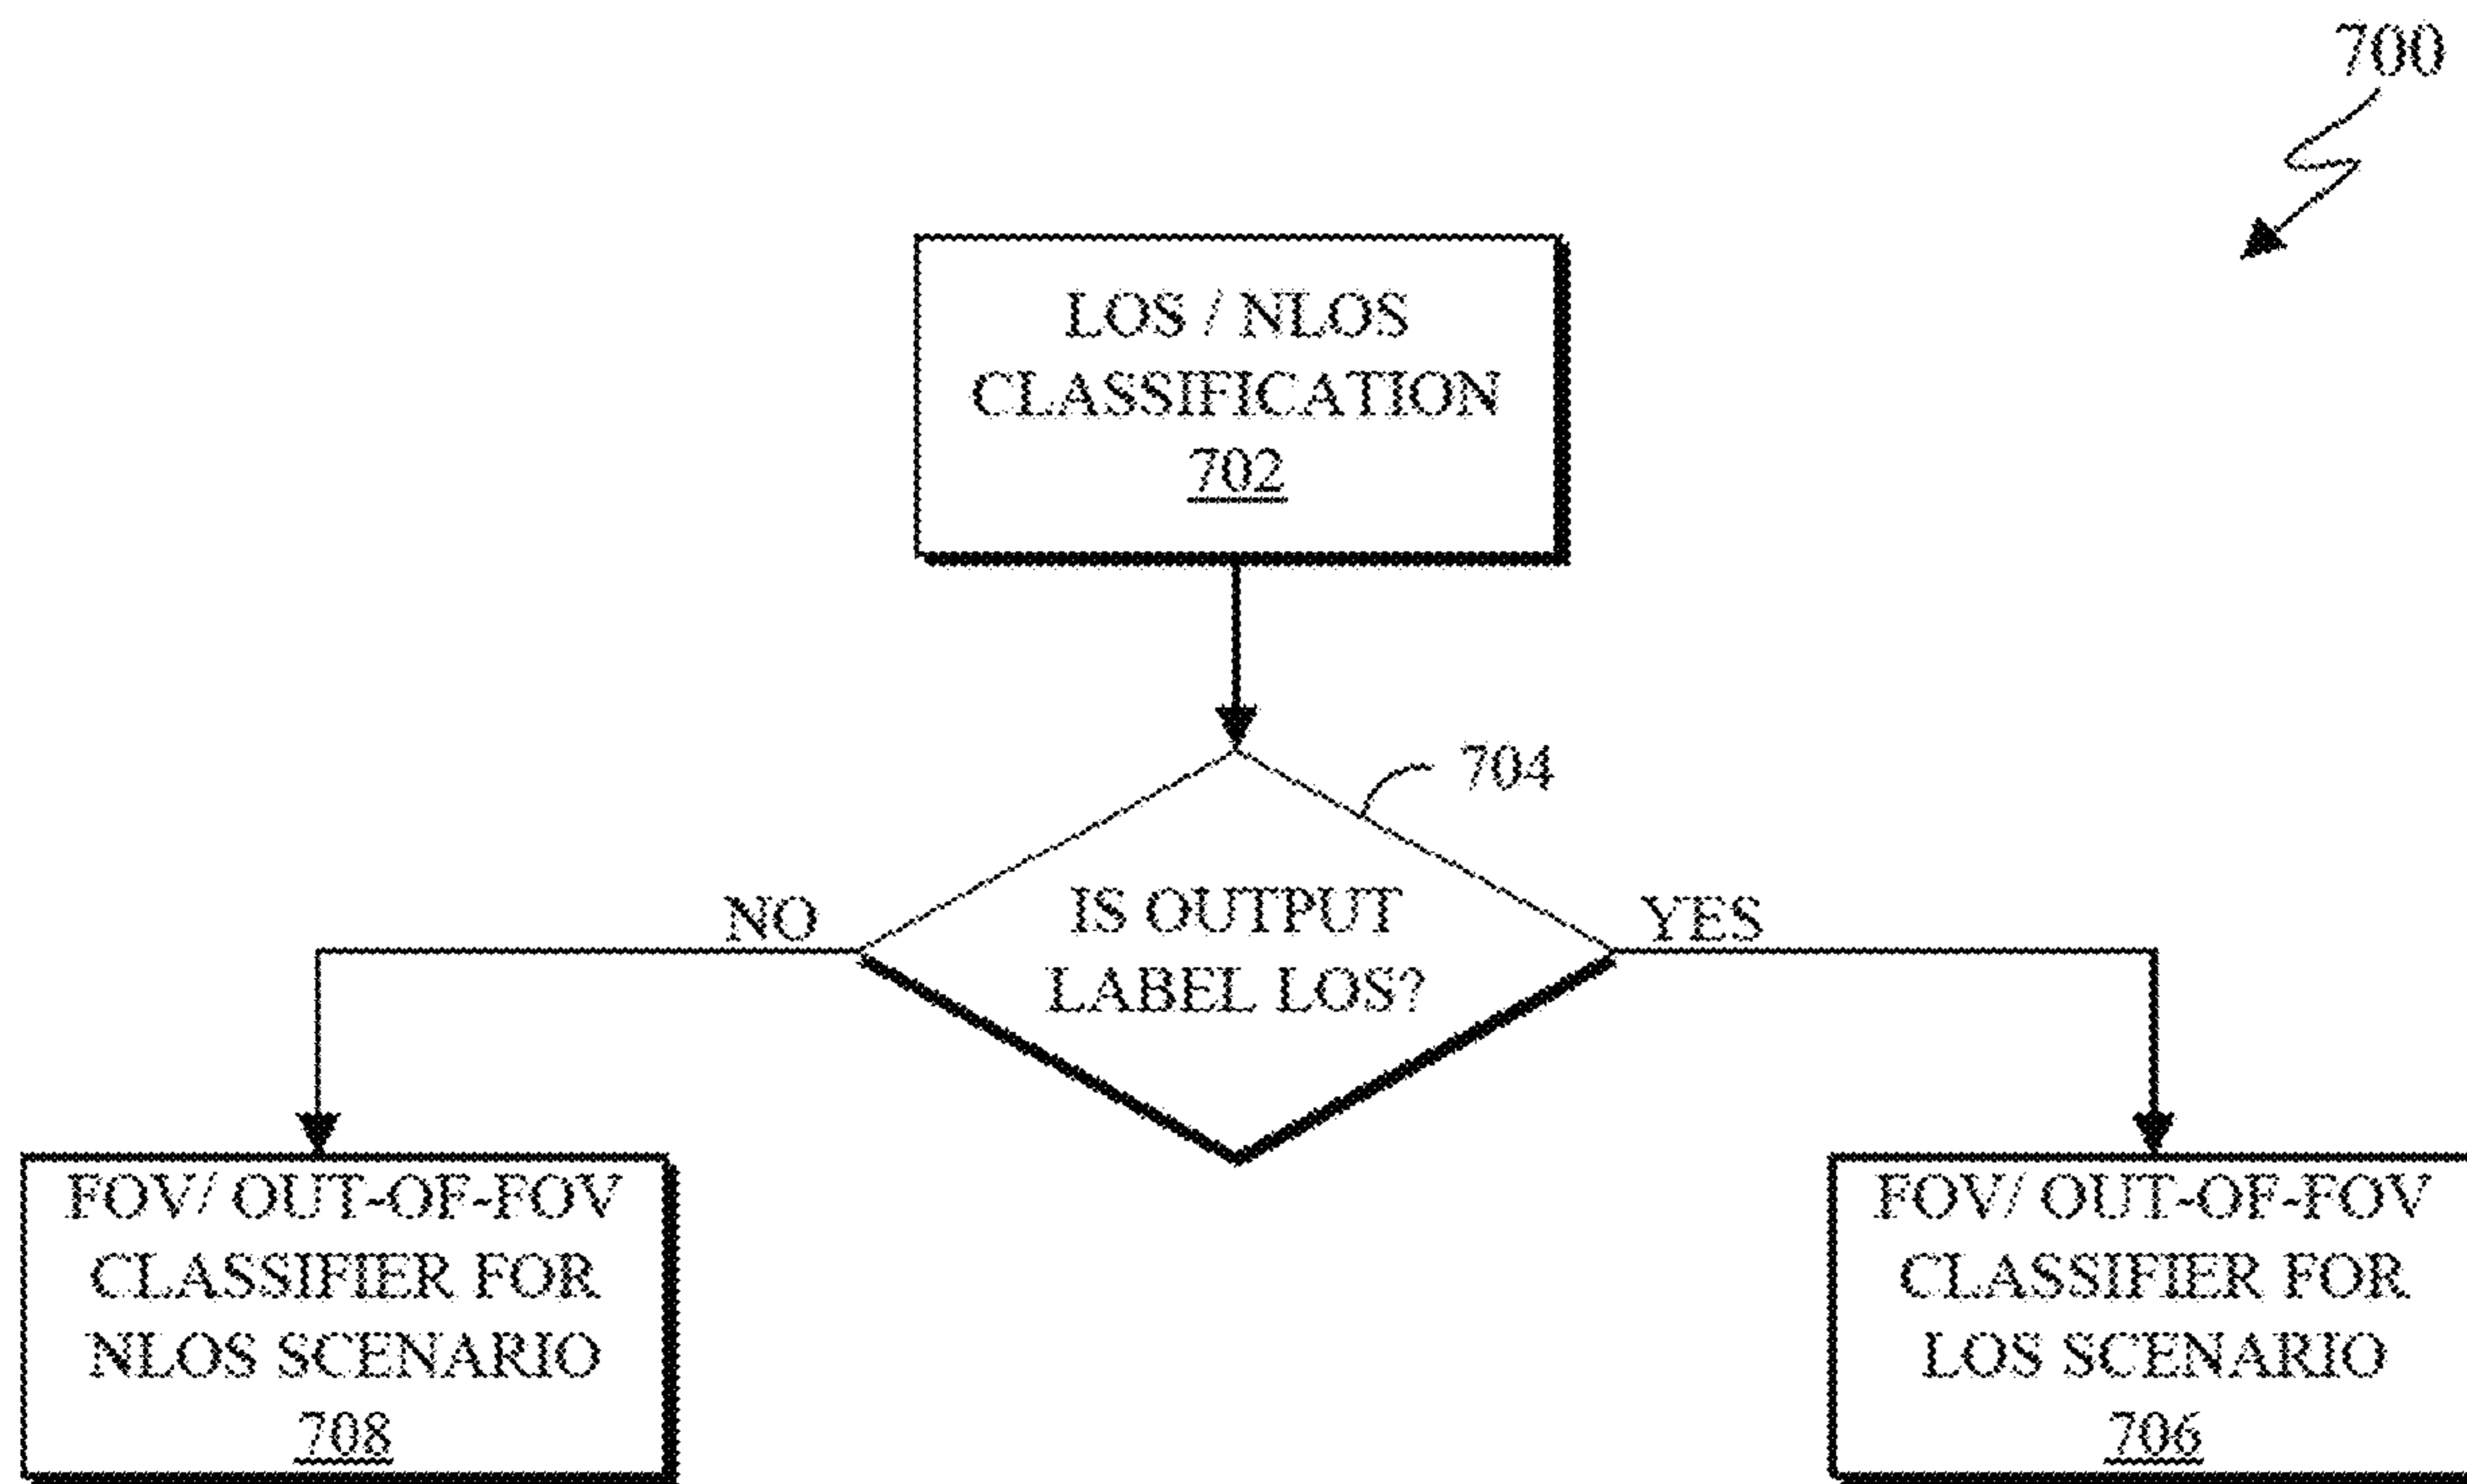 700
LOS / NLOS
CLASSIFICATION
702
704
IS OUTPUT
LABEL LOS?
NO
YES
FOV/ OUT-OF-FOV
CLASSIFIER FOR
NLOS SCENARIO
708
FOV/ OUT-OF-FOV
CLASSIFIER FOR
LOS SCENARIO
706